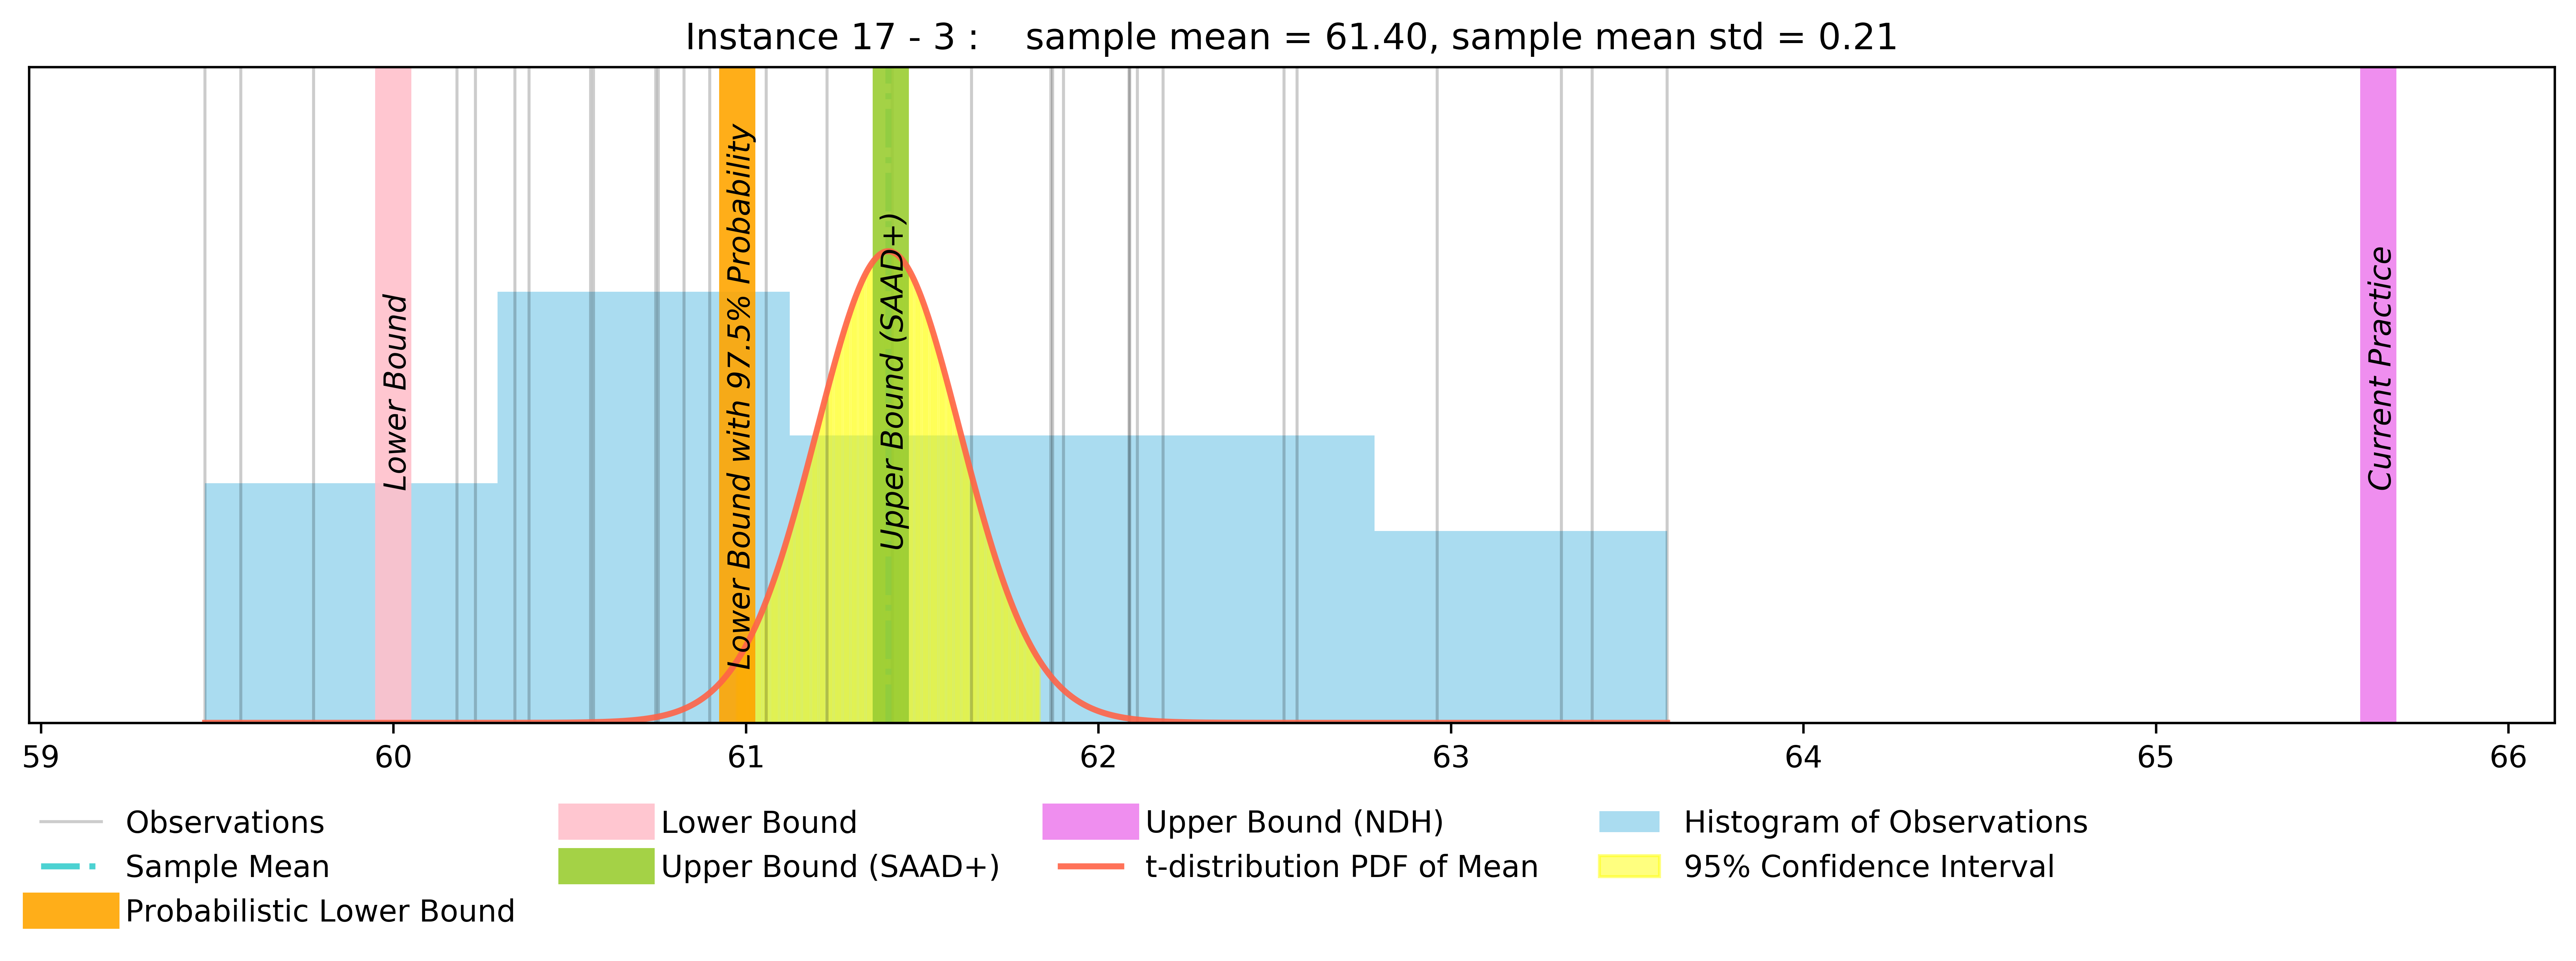 Instance 17 - 3 :    sample mean = 61.40, sample mean std = 0.21
Lower Bound
Lower Bound with 97.5% Probability
Upper Bound (SAAD+)
Current Practice
59 60 61 62 63 64 65 66
Observations Lower Bound Upper Bound (NDH) Histogram of Observations
Sample Mean Upper Bound (SAAD+) t-distribution PDF of Mean 95% Confidence Interval
Probabilistic Lower Bound